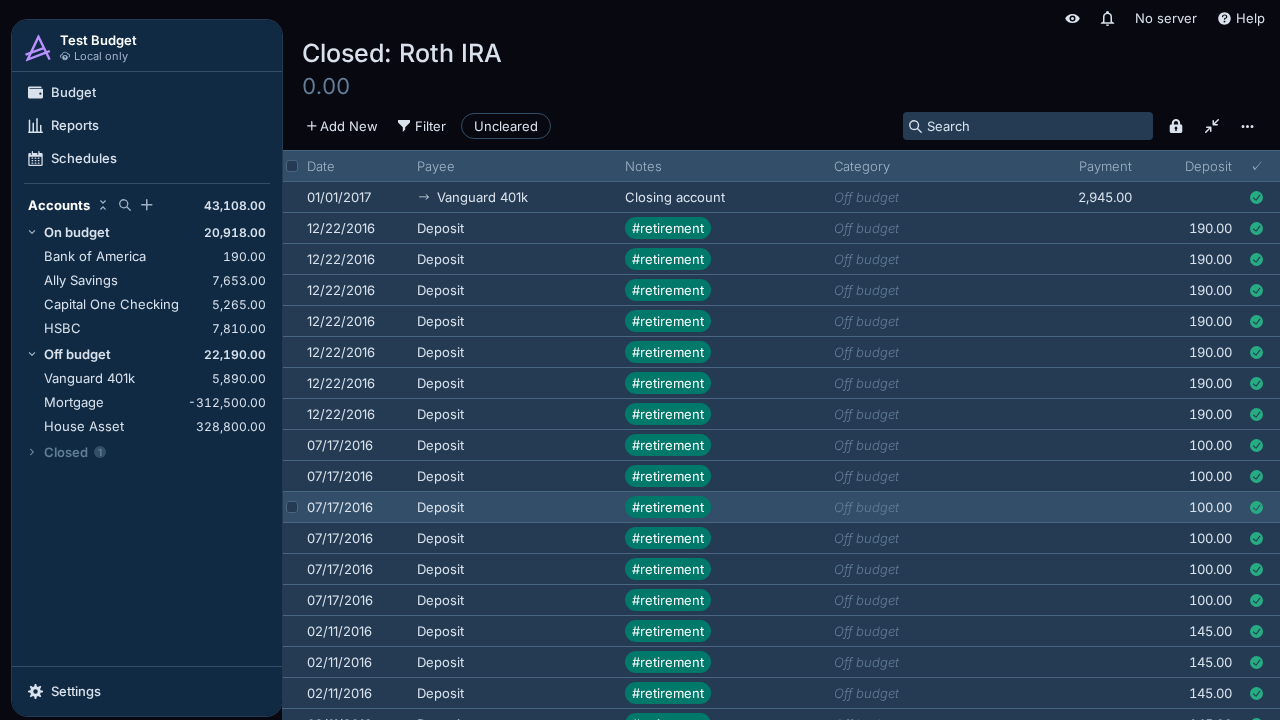 No server
Help
Test Budget
Local only
Budget
Reports
Schedules
Accounts 43,108.00
On budget 20,918.00
Bank of America 190.00
Ally Savings 7,653.00
Capital One Checking 5,265.00
HSBC 7,810.00
Off budget 22,190.00
Vanguard 401k 5,890.00
Mortgage -312,500.00
House Asset 328,800.00
Closed 1
Settings
Closed: Roth IRA
0.00
Add New Filter Uncleared Search
Date Payee Notes Category Payment Deposit ✓
01/01/2017 → Vanguard 401k Closing account Off budget 2,945.00
12/22/2016 Deposit #retirement Off budget 190.00
12/22/2016 Deposit #retirement Off budget 190.00
12/22/2016 Deposit #retirement Off budget 190.00
12/22/2016 Deposit #retirement Off budget 190.00
12/22/2016 Deposit #retirement Off budget 190.00
12/22/2016 Deposit #retirement Off budget 190.00
12/22/2016 Deposit #retirement Off budget 190.00
07/17/2016 Deposit #retirement Off budget 100.00
07/17/2016 Deposit #retirement Off budget 100.00
07/17/2016 Deposit #retirement Off budget 100.00
07/17/2016 Deposit #retirement Off budget 100.00
07/17/2016 Deposit #retirement Off budget 100.00
07/17/2016 Deposit #retirement Off budget 100.00
02/11/2016 Deposit #retirement Off budget 145.00
02/11/2016 Deposit #retirement Off budget 145.00
02/11/2016 Deposit #retirement Off budget 145.00